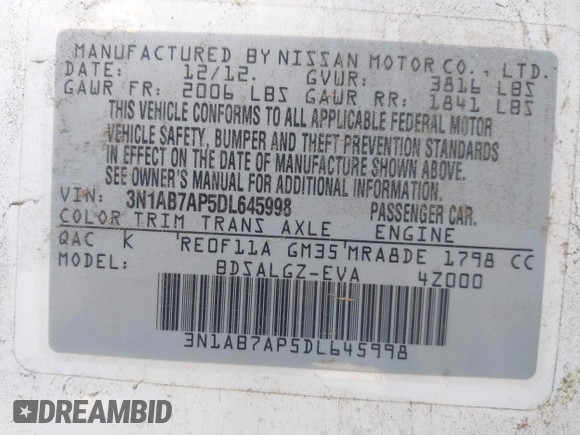 MANUFACTURED BY NISSAN MOTOR CO., LTD.
DATE: 12/12. GVWR: 3816 LBS
GAWR FR: 2006 LBS GAWR RR: 1841 LBS
THIS VEHICLE CONFORMS TO ALL APPLICABLE FEDERAL MOTOR
VEHICLE SAFETY, BUMPER AND THEFT PREVENTION STANDARDS
IN EFFECT ON THE DATE OF MANUFACTURE SHOWN ABOVE.
SEE OWNER'S MANUAL FOR ADDITIONAL INFORMATION.
VIN: 3N1AB7AP5DL645998 PASSENGER CAR.
COLOR TRIM TRANS AXLE ENGINE
QAC K RE0F11A GM35 MRA8DE 1798 CC
MODEL: BDSALGZ-EVA 4Z000
3N1AB7AP5DL645998
DREAMBID